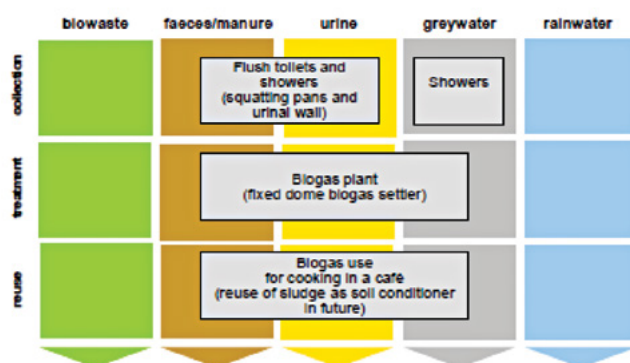 biowaste faeces/manure urine greywater rainwater
collection
Flush toilets and
showers
(squatting pans and
urinal wall)
Showers
treatment
Biogas plant
(fixed dome biogas settler)
reuse
Biogas use
for cooking in a café
(reuse of sludge as soil conditioner
in future)